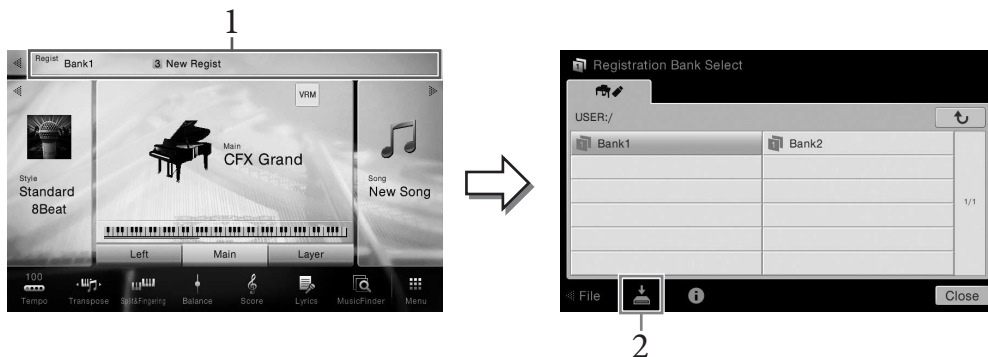 1
Regist Bank1 3 New Regist
VRM
Main
CFX Grand
Style
Standard
8Beat
Song
New Song
Left Main Layer
100
Tempo Transpose Split&Fingering Balance Score Lyrics MusicFinder Menu
Registration Bank Select
USER:/
1 Bank1 1 Bank2
1/1
File Close
2